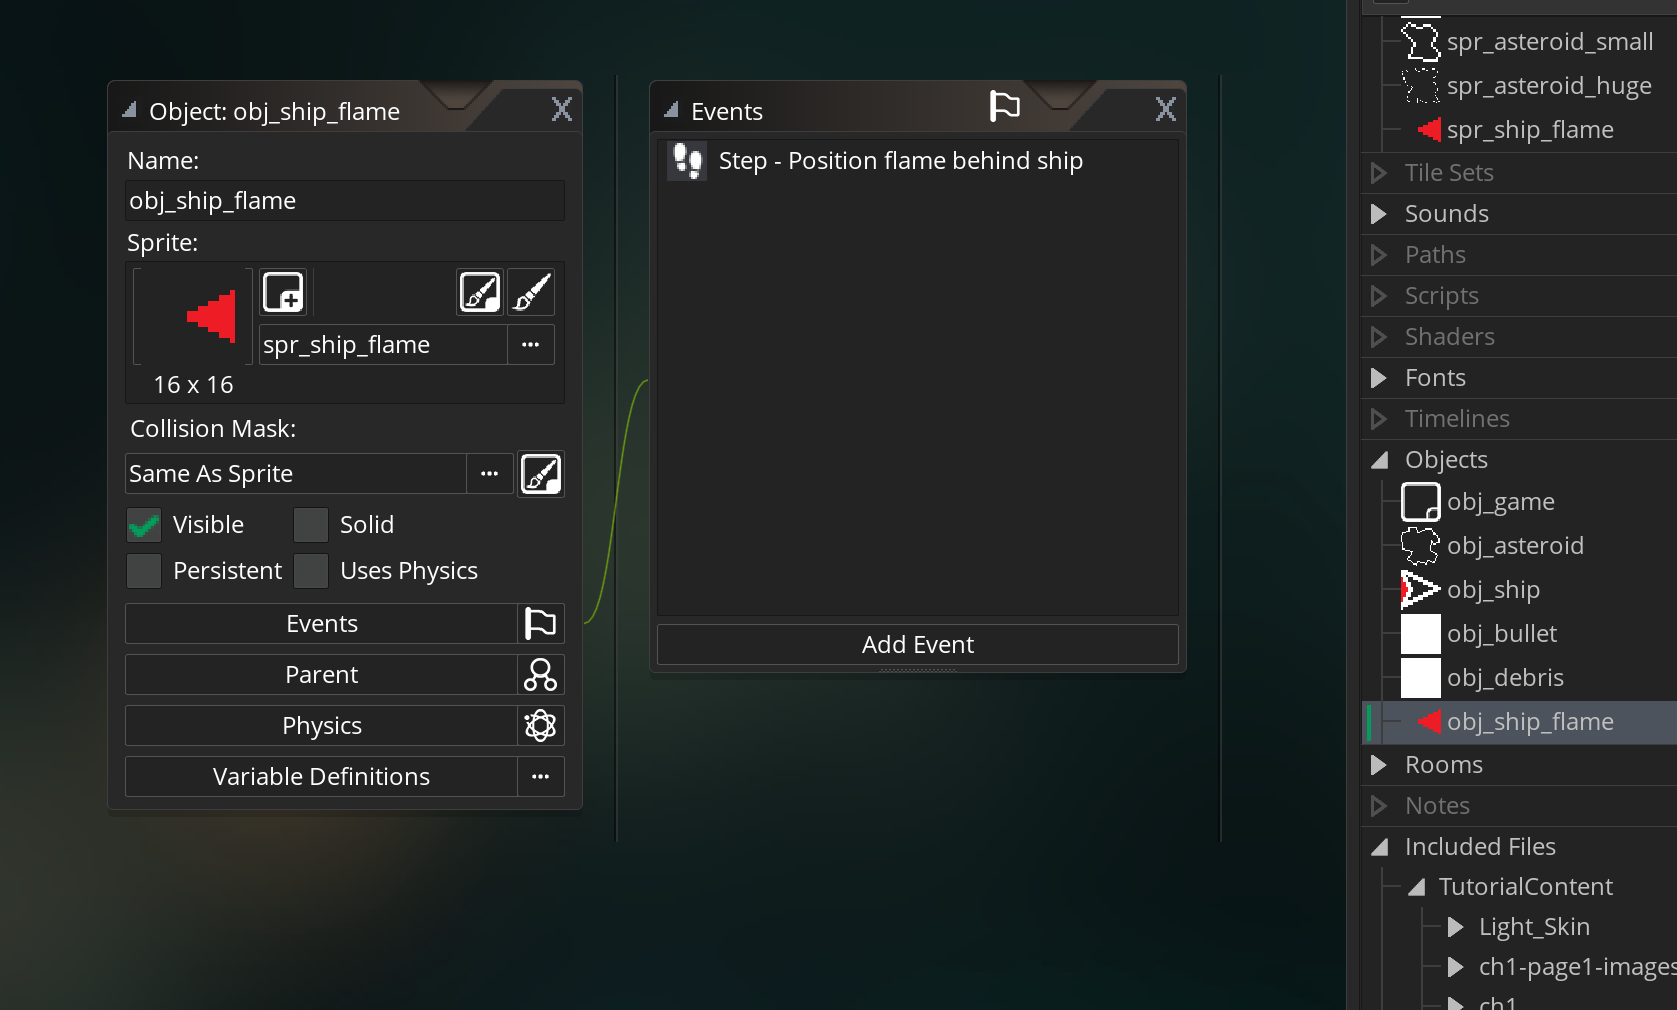 Object: obj_ship_flame
Name:
obj_ship_flame
Sprite:
spr_ship_flame
16 x 16
Collision Mask:
Same As Sprite
Visible
Solid
Persistent
Uses Physics
Events
Parent
Physics
Variable Definitions
Events
Step - Position flame behind ship
Add Event
spr_asteroid_small
spr_asteroid_huge
spr_ship_flame
Tile Sets
Sounds
Paths
Scripts
Shaders
Fonts
Timelines
Objects
obj_game
obj_asteroid
obj_ship
obj_bullet
obj_debris
obj_ship_flame
Rooms
Notes
Included Files
TutorialContent
Light_Skin
ch1-page1-images
ch1